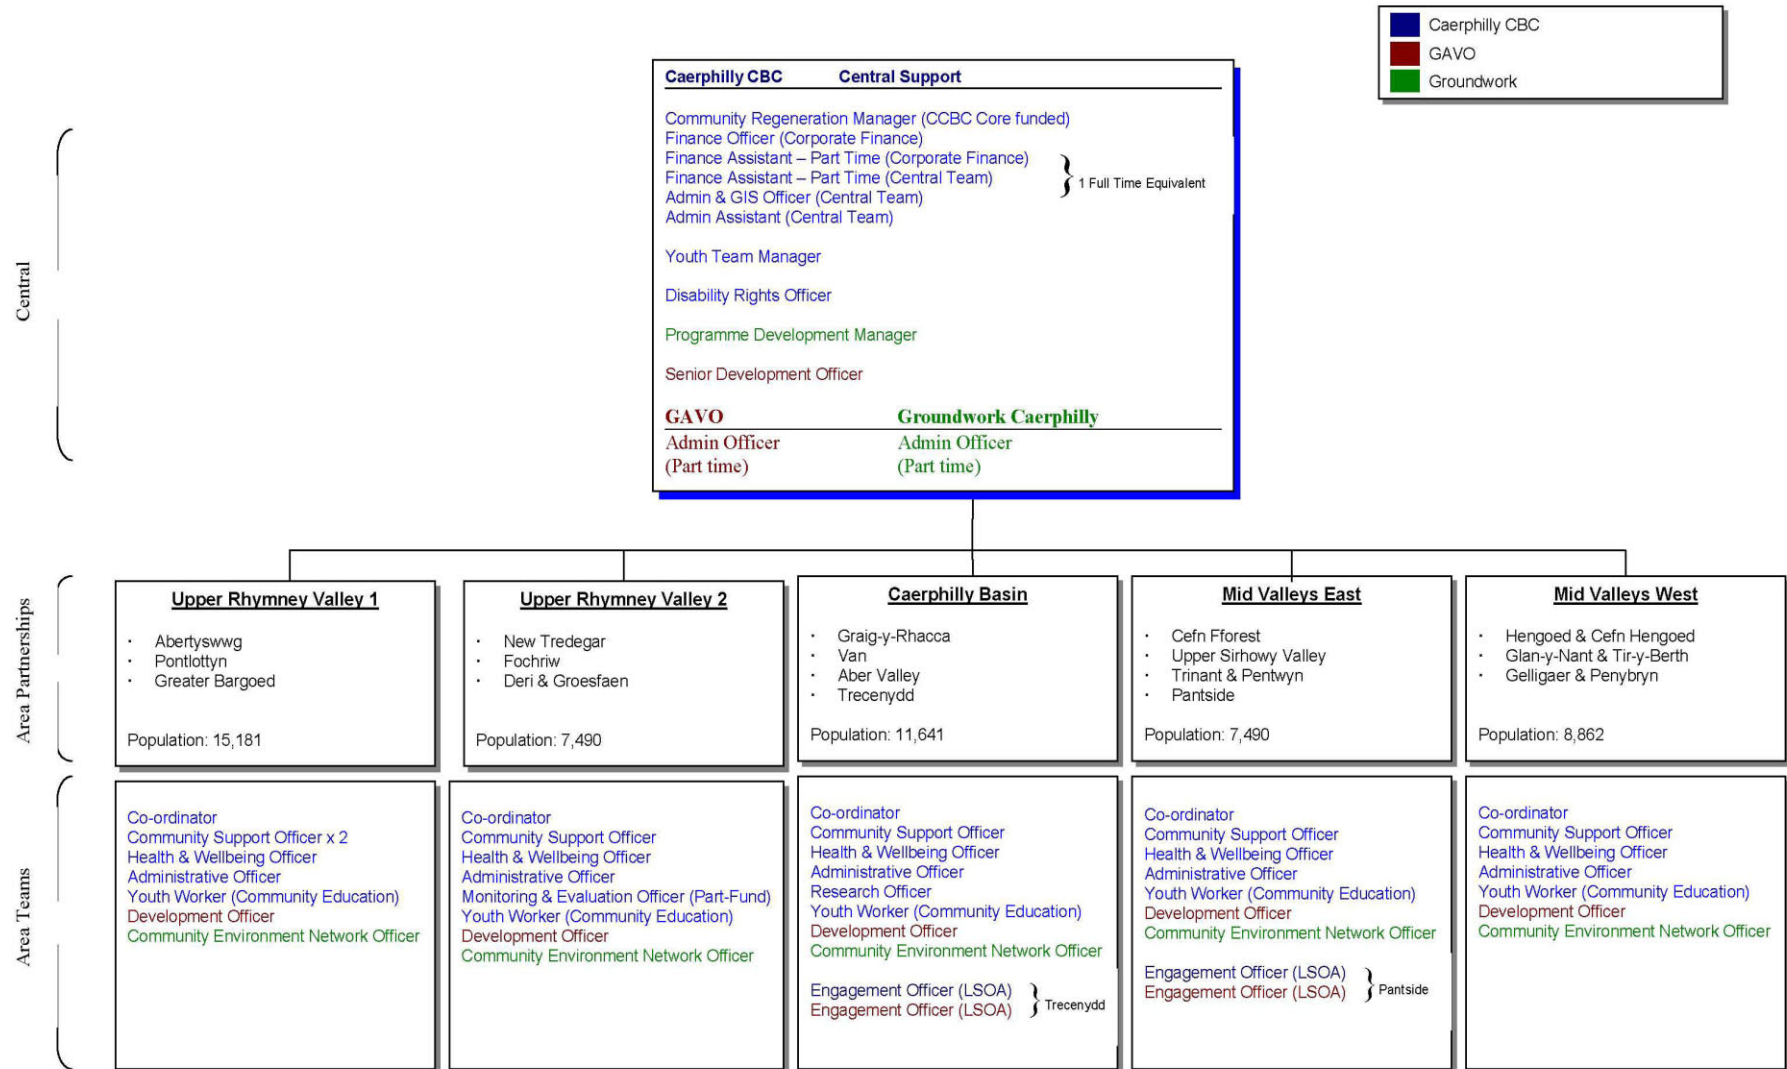 Caerphilly CBC
GAVO
Groundwork
Caerphilly CBC Central Support
Community Regeneration Manager (CCBC Core funded)
Finance Officer (Corporate Finance)
Finance Assistant – Part Time (Corporate Finance)
Finance Assistant – Part Time (Central Team)
1 Full Time Equivalent
Admin & GIS Officer (Central Team)
Admin Assistant (Central Team)
Youth Team Manager
Disability Rights Officer
Programme Development Manager
Senior Development Officer
GAVO Groundwork Caerphilly
Admin Officer Admin Officer
(Part time) (Part time)
Central
Area Partnerships
Upper Rhymney Valley 1
· Abertyswwg
· Pontlottyn
· Greater Bargoed
Population: 15,181
Upper Rhymney Valley 2
· New Tredegar
· Fochriw
· Deri & Groesfaen
Population: 7,490
Caerphilly Basin
· Graig-y-Rhacca
· Van
· Aber Valley
· Trecenydd
Population: 11,641
Mid Valleys East
· Cefn Fforest
· Upper Sirhowy Valley
· Trinant & Pentwyn
· Pantside
Population: 7,490
Mid Valleys West
· Hengoed & Cefn Hengoed
· Glan-y-Nant & Tir-y-Berth
· Gelligaer & Penybryn
Population: 8,862
Area Teams
Co-ordinator
Community Support Officer x 2
Health & Wellbeing Officer
Administrative Officer
Youth Worker (Community Education)
Development Officer
Community Environment Network Officer
Co-ordinator
Community Support Officer
Health & Wellbeing Officer
Administrative Officer
Monitoring & Evaluation Officer (Part-Fund)
Youth Worker (Community Education)
Development Officer
Community Environment Network Officer
Co-ordinator
Community Support Officer
Health & Wellbeing Officer
Administrative Officer
Research Officer
Youth Worker (Community Education)
Development Officer
Community Environment Network Officer
Engagement Officer (LSOA)
Engagement Officer (LSOA)
Trecenydd
Co-ordinator
Community Support Officer
Health & Wellbeing Officer
Administrative Officer
Youth Worker (Community Education)
Development Officer
Community Environment Network Officer
Engagement Officer (LSOA)
Engagement Officer (LSOA)
Pantside
Co-ordinator
Community Support Officer
Health & Wellbeing Officer
Administrative Officer
Youth Worker (Community Education)
Development Officer
Community Environment Network Officer